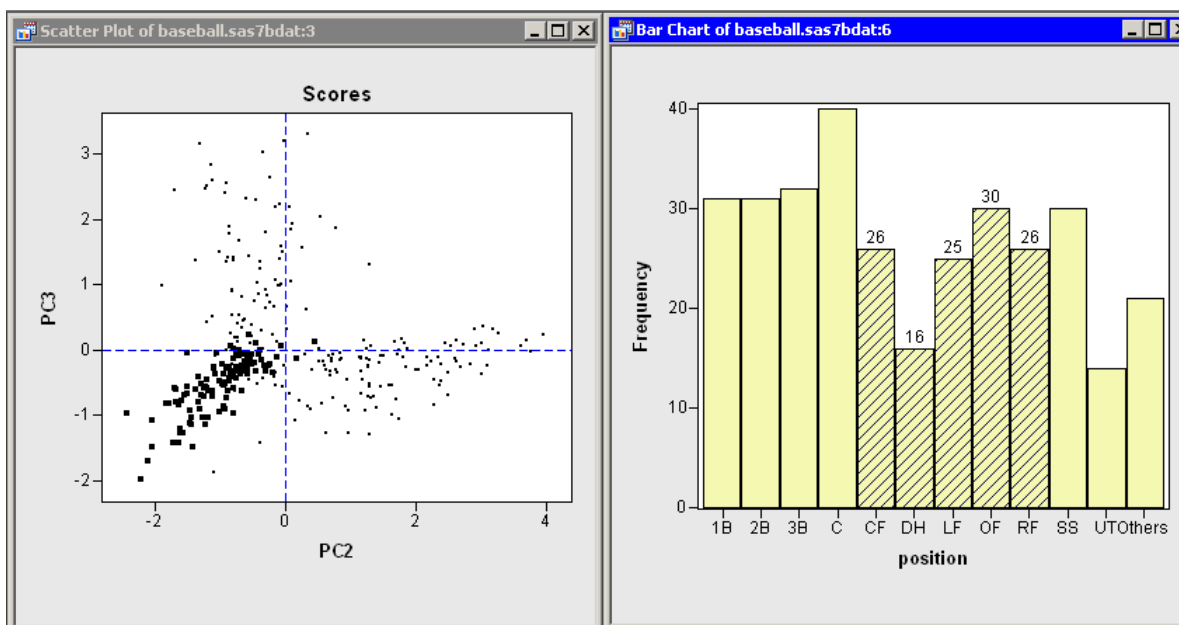 Scatter Plot of baseball.sas7bdat:3
Scores
3
2
1
0
-1
-2
PC3
-2 0 2 4
PC2
Bar Chart of baseball.sas7bdat:6
40
30
20
10
0
Frequency
26 16 25 30 26
1B 2B 3B C CF DH LF OF RF SS UT Others
position